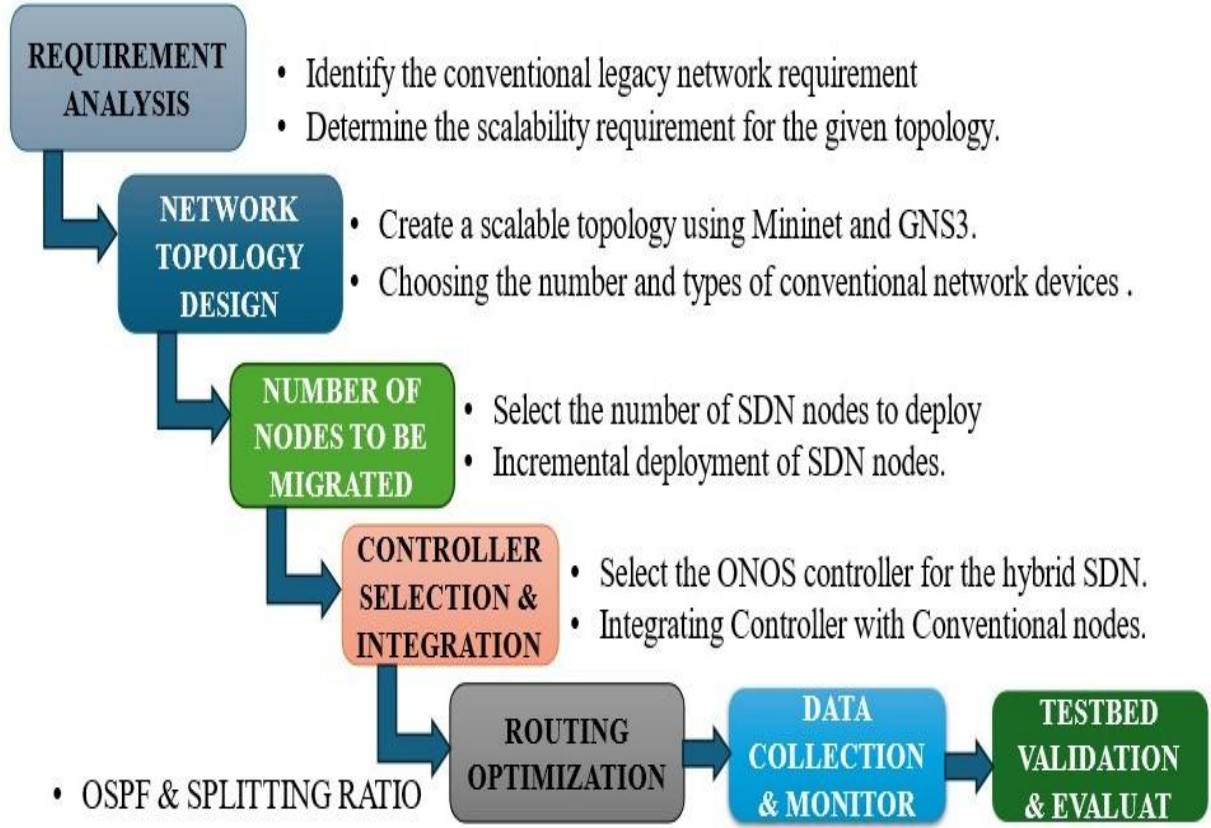 REQUIREMENT
ANALYSIS
• Identify the conventional legacy network requirement
• Determine the scalability requirement for the given topology.
NETWORK
TOPOLOGY
DESIGN
• Create a scalable topology using Mininet and GNS3.
• Choosing the number and types of conventional network devices .
NUMBER OF
NODES TO BE
MIGRATED
• Select the number of SDN nodes to deploy
• Incremental deployment of SDN nodes.
CONTROLLER
SELECTION &
INTEGRATION
• Select the ONOS controller for the hybrid SDN.
• Integrating Controller with Conventional nodes.
ROUTING
OPTIMIZATION
• OSPF & SPLITTING RATIO
DATA
COLLECTION
& MONITOR
TESTBED
VALIDATION
& EVALUAT